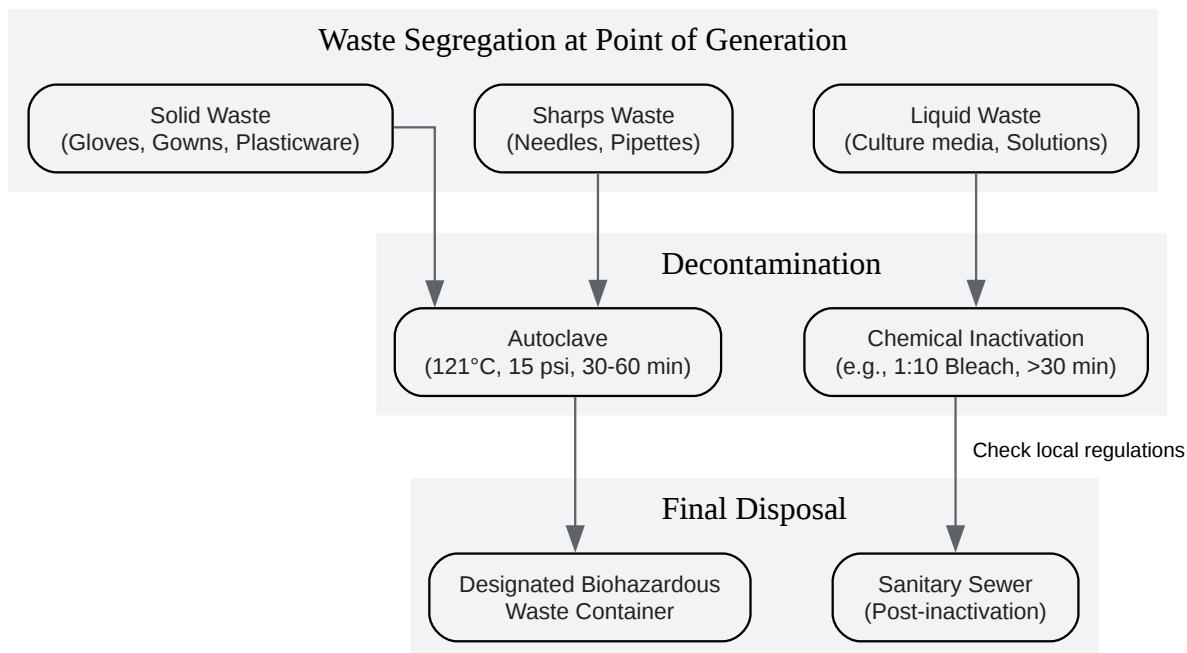 Waste Segregation at Point of Generation
Solid Waste
(Gloves, Gowns, Plasticware)
Sharps Waste
(Needles, Pipettes)
Liquid Waste
(Culture media, Solutions)
Decontamination
Autoclave
(121°C, 15 psi, 30-60 min)
Chemical Inactivation
(e.g., 1:10 Bleach, >30 min)
Check local regulations
Final Disposal
Designated Biohazardous
Waste Container
Sanitary Sewer
(Post-inactivation)